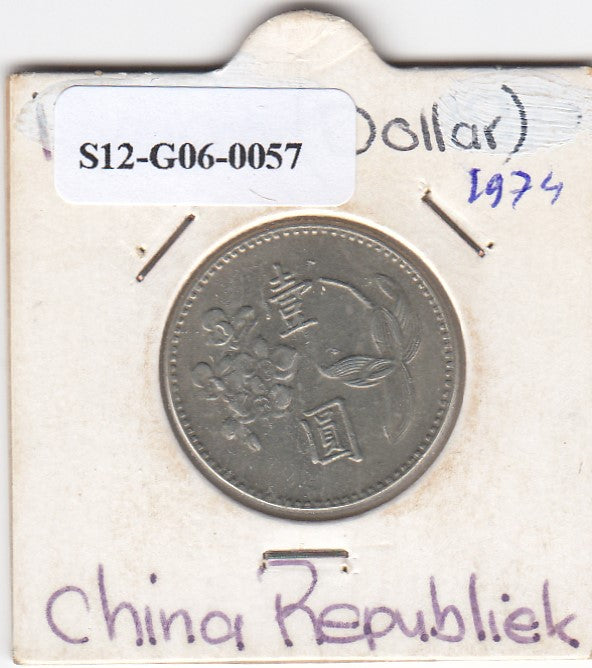 S12-G06-0057
Dollar)
1974
壹
圓
China Republiek